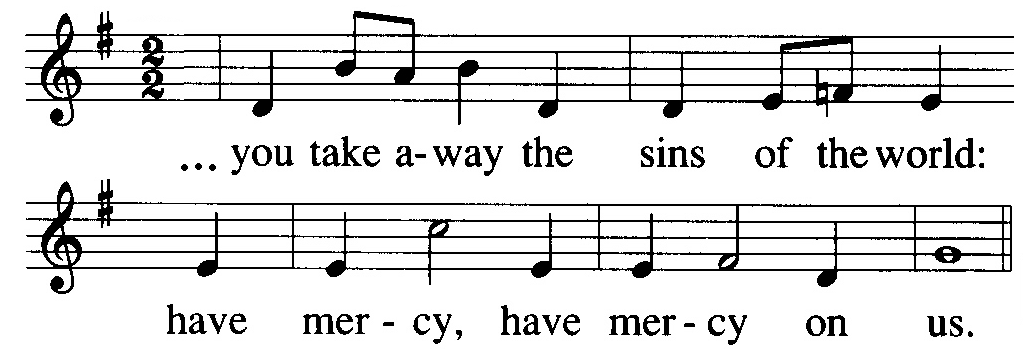 ... you take a-way the sins of the world:
have mer - cy, have mer - cy on us.